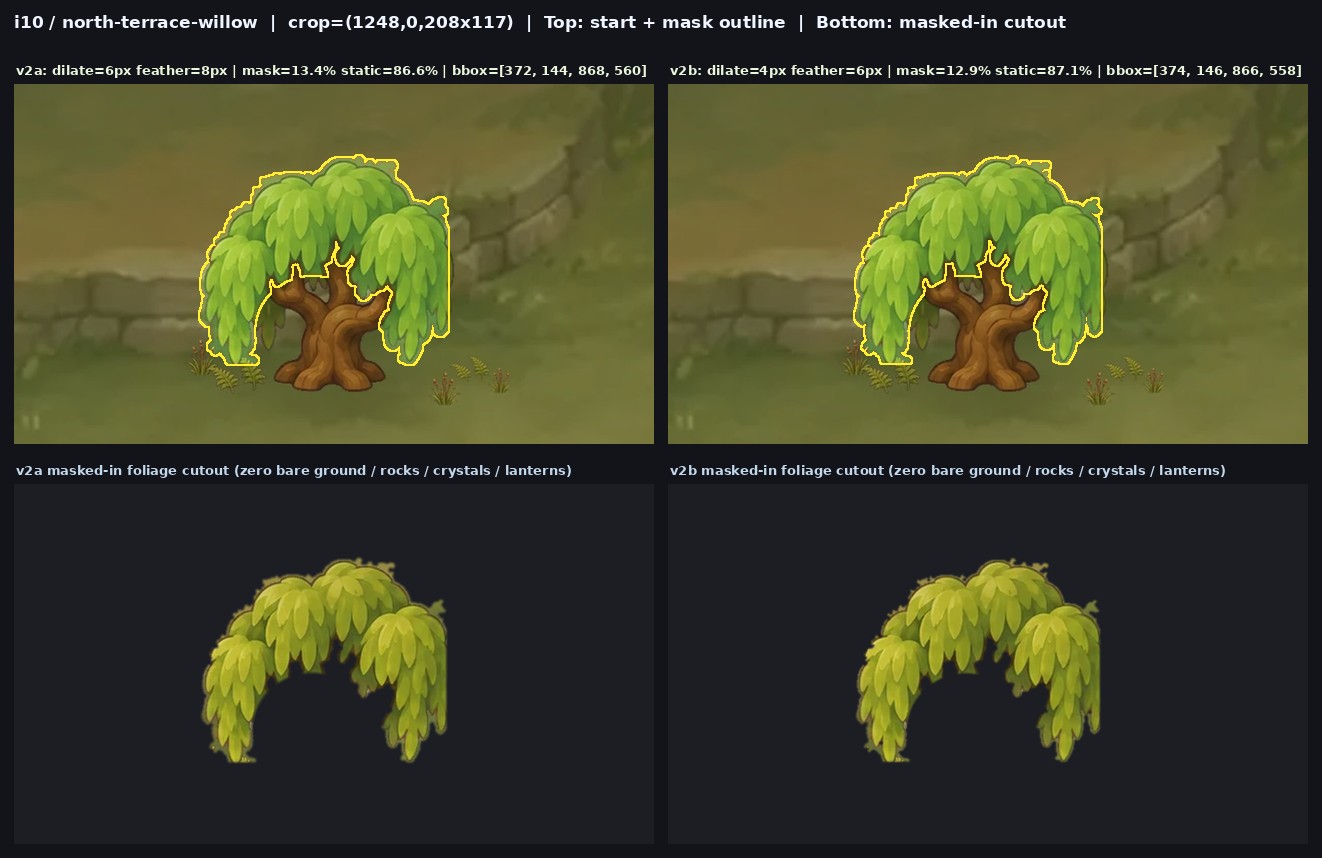 i10 / north-terrace-willow | crop=(1248,0,208x117) | Top: start + mask outline | Bottom: masked-in cutout
v2a: dilate=6px feather=8px | mask=13.4% static=86.6% | bbox=[372, 144, 868, 560]
v2b: dilate=4px feather=6px | mask=12.9% static=87.1% | bbox=[374, 146, 866, 558]
v2a masked-in foliage cutout (zero bare ground / rocks / crystals / lanterns)
v2b masked-in foliage cutout (zero bare ground / rocks / crystals / lanterns)